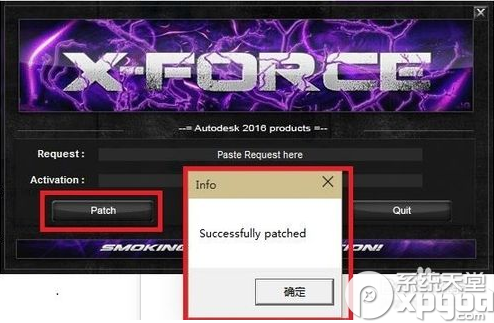 X-FORCE
--= Autodesk 2016 products =--
Request :
Paste Request here
Activation :
Patch
Quit
Info
Successfully patched
确定
SMOKING
ION!
系统天堂
xpgod